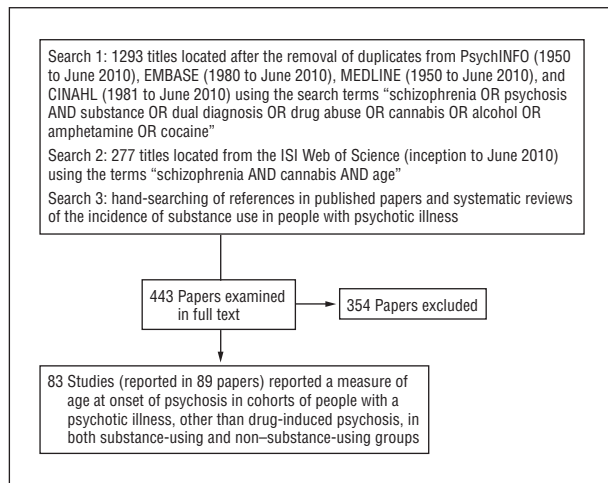 Search 1: 1293 titles located after the removal of duplicates from PsychINFO (1950
to June 2010), EMBASE (1980 to June 2010), MEDLINE (1950 to June 2010), and
CINAHL (1981 to June 2010) using the search terms “schizophrenia OR psychosis
AND substance OR dual diagnosis OR drug abuse OR cannabis OR alcohol OR
amphetamine OR cocaine”
Search 2: 277 titles located from the ISI Web of Science (inception to June 2010)
using the terms “schizophrenia AND cannabis AND age”
Search 3: hand-searching of references in published papers and systematic reviews
of the incidence of substance use in people with psychotic illness
443 Papers examined
in full text
354 Papers excluded
83 Studies (reported in 89 papers) reported a measure of
age at onset of psychosis in cohorts of people with a
psychotic illness, other than drug-induced psychosis, in
both substance-using and non–substance-using groups